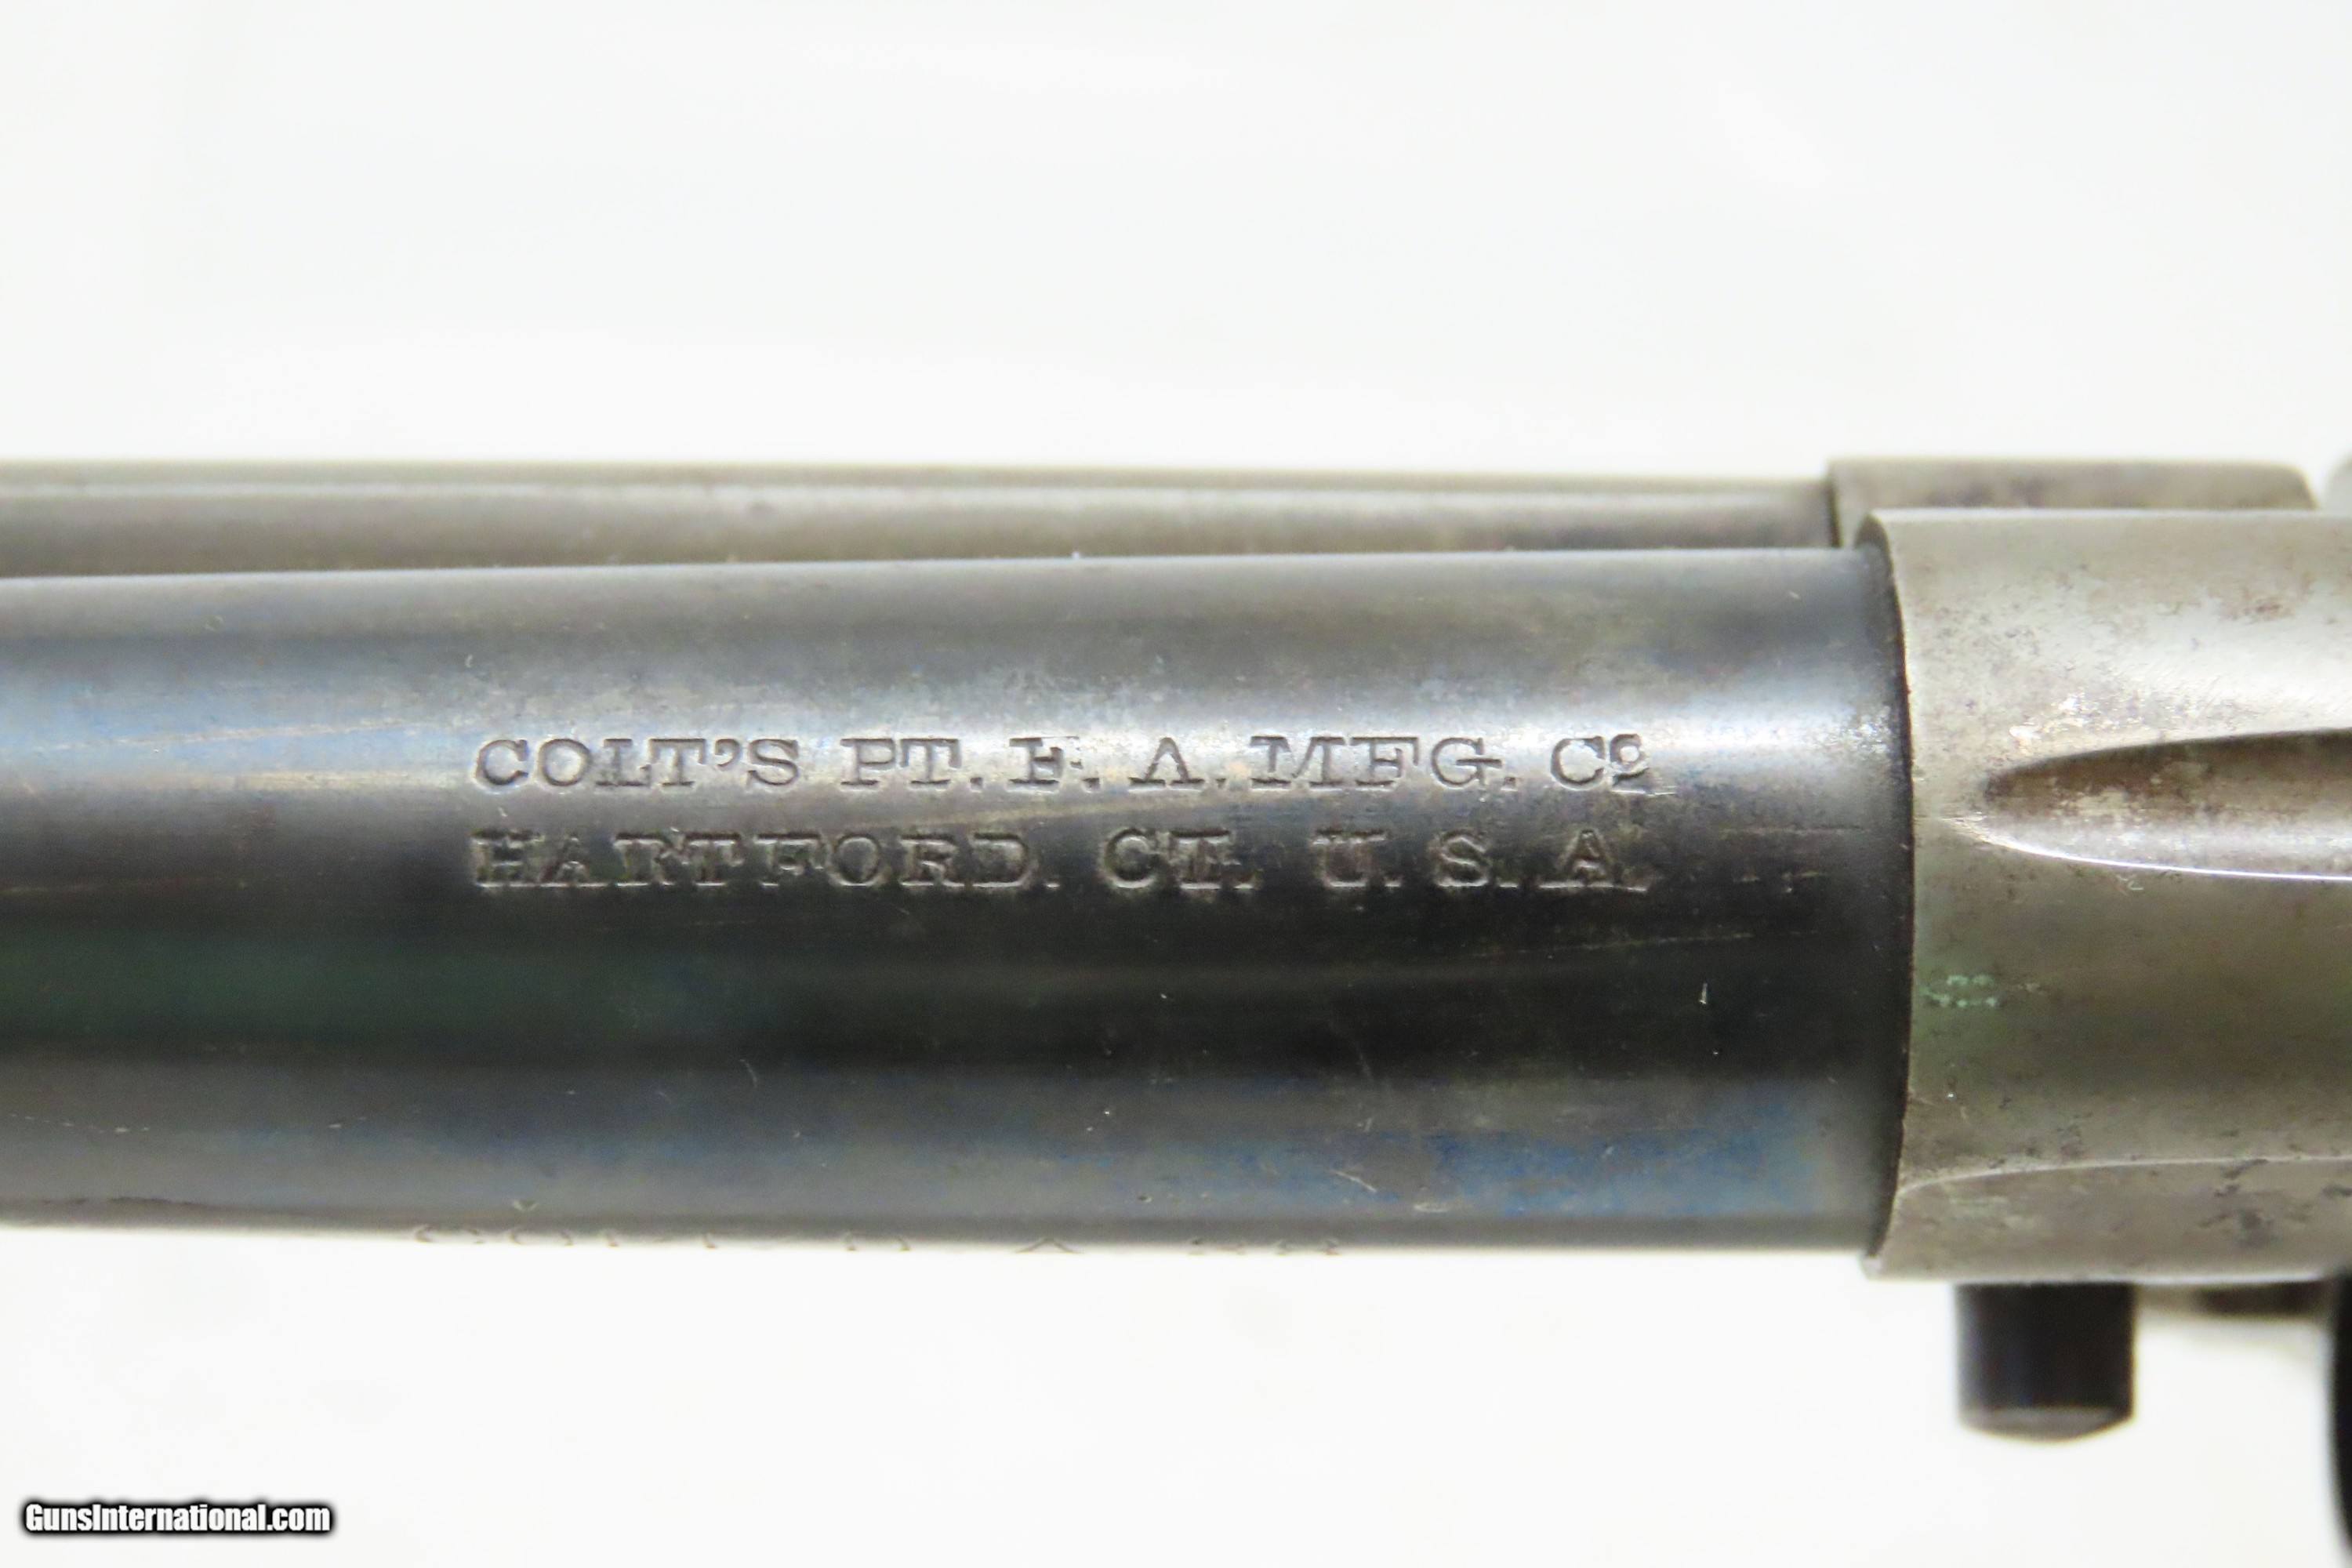 COLT'S PT. F. A. MFG. Cº
HARTFORD. CT. U. S. A.
GunsInternational.com